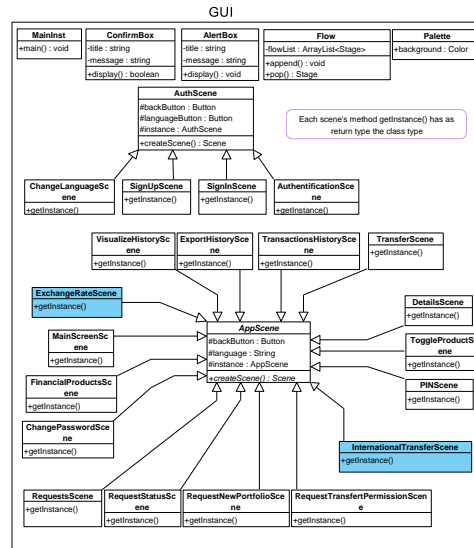 GUI
MainInst
+main() : void
ConfirmBox
-title : string
-message : string
+display() : boolean
AlertBox
-title : string
-message : string
+display() : void
Flow
-flowList : ArrayList<Stage>
+append() : void
+pop() : Stage
Palette
+background : Color
AuthScene
#backButton : Button
#languageButton : Button
#instance : AuthScene
+createScene() : Scene
Each scene's method getInstance() has as
return type the class type
ChangeLanguageSc
ene
+getInstance()
SignUpScene
+getInstance()
SignInScene
+getInstance()
AuthentificationSce
ne
+getInstance()
VisualizeHistorySc
ene
+getInstance()
ExportHistoryScene
+getInstance()
TransactionsHistorySce
ne
+getInstance()
TransferScene
+getInstance()
ExchangeRateScene
+getInstance()
AppScene
#backButton : Button
#language : String
#instance : AppScene
+createScene() : Scene
DetailsScene
+getInstance()
MainScreenSc
ene
+getInstance()
ToggleProductS
cene
+getInstance()
FinancialProductsSc
ene
+getInstance()
PINScene
+getInstance()
ChangePasswordSce
ne
+getInstance()
InternationalTransferScene
+getInstance()
RequestsScene
+getInstance()
RequestStatusSc
ene
+getInstance()
RequestNewPortfolioSce
ne
+getInstance()
RequestTransfertPermissionScen
e
+getInstance()